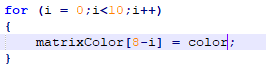 for (i = 0;i<10;i++)
{
    matrixColor[8-i] = color;
}